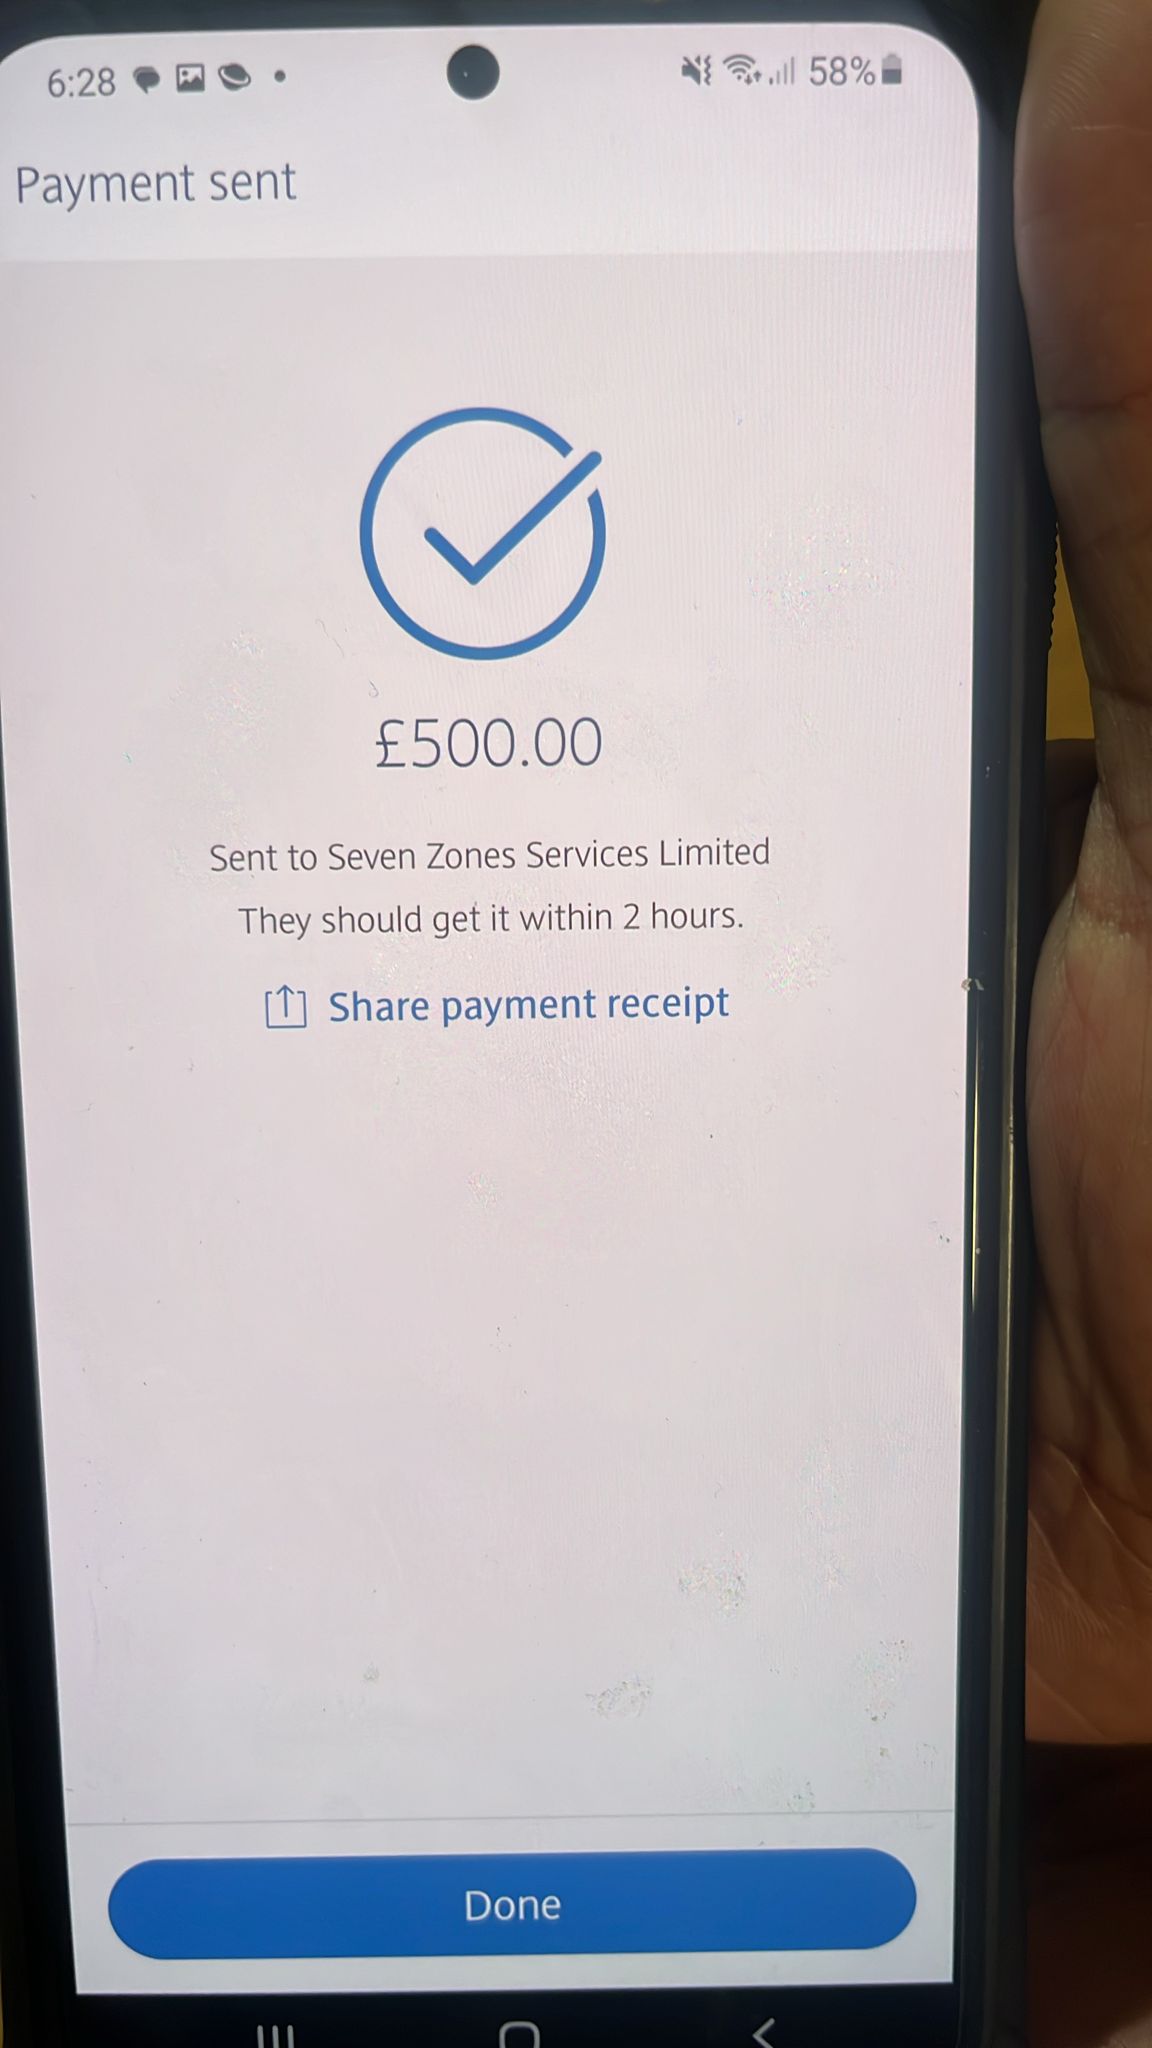 6:28 58%
Payment sent
£500.00
Sent to Seven Zones Services Limited
They should get it within 2 hours.
Share payment receipt
Done